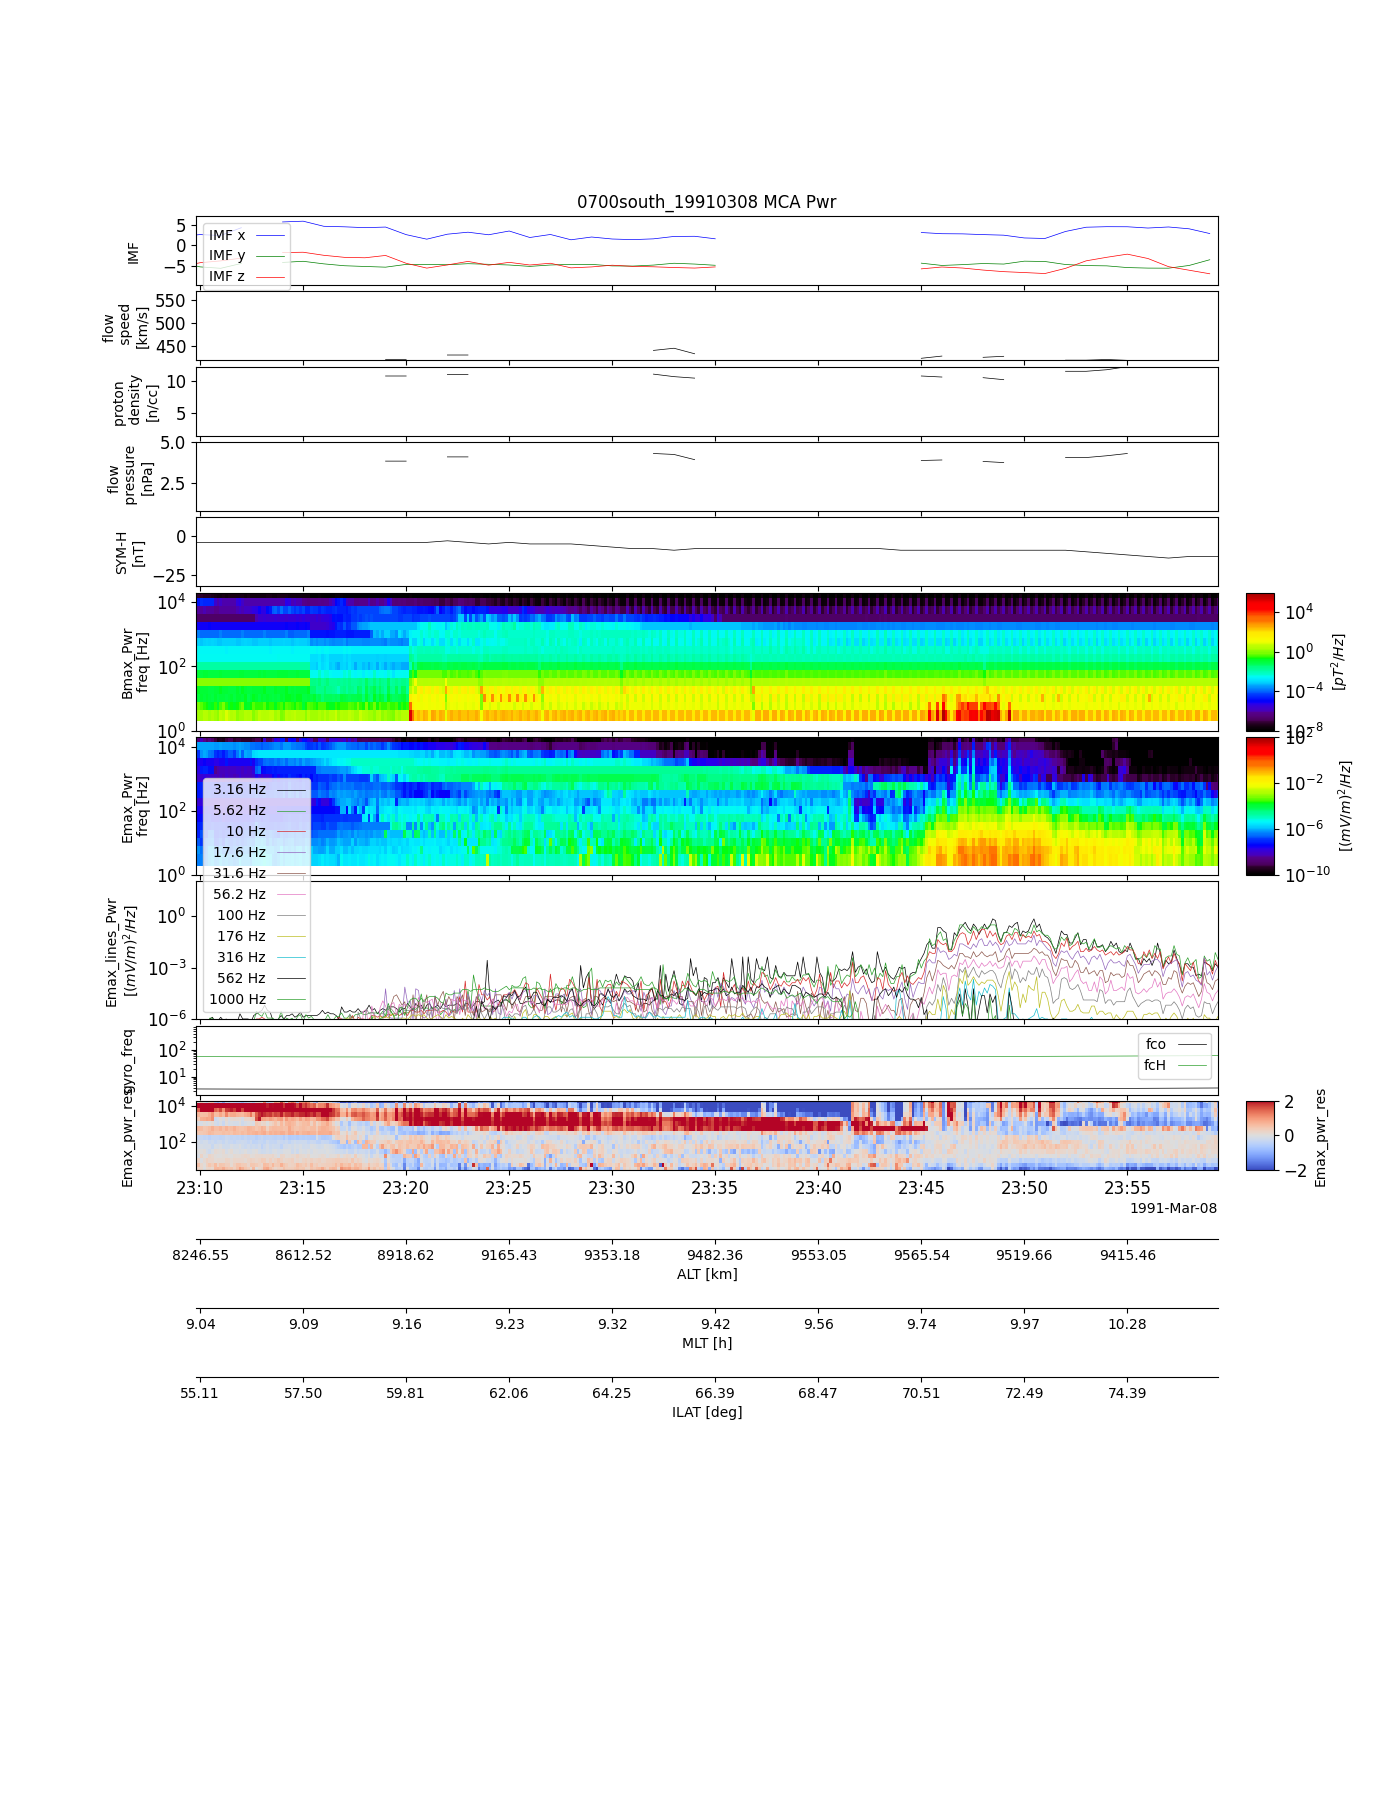 0700south_19910308 MCA Pwr
IMF
5
0
−5
IMF x
IMF y
IMF z
flow
speed
[km/s]
550
500
450
proton
density
[n/cc]
10
5
flow
pressure
[nPa]
5.0
2.5
SYM-H
[nT]
0
−25
Bmax_Pwr
freq [Hz]
10^4
10^2
10^0
10^4
10^0
10^−4
10^−8
[pT^2/Hz]
Emax_Pwr
freq [Hz]
10^4
10^2
10^0
10^2
10^−2
10^−6
10^−10
[(mV/m)^2/Hz]
3.16 Hz
5.62 Hz
10 Hz
17.6 Hz
31.6 Hz
56.2 Hz
100 Hz
176 Hz
316 Hz
562 Hz
1000 Hz
Emax_lines_Pwr
[(mV/m)^2/Hz]
10^0
10^−3
10^−6
gyro_freq
10^2
10^1
fco
fcH
Emax_pwr_res
10^4
10^2
2
0
−2
Emax_pwr_res
23:10 23:15 23:20 23:25 23:30 23:35 23:40 23:45 23:50 23:55
1991-Mar-08
8246.55 8612.52 8918.62 9165.43 9353.18 9482.36 9553.05 9565.54 9519.66 9415.46
ALT [km]
9.04 9.09 9.16 9.23 9.32 9.42 9.56 9.74 9.97 10.28
MLT [h]
55.11 57.50 59.81 62.06 64.25 66.39 68.47 70.51 72.49 74.39
ILAT [deg]